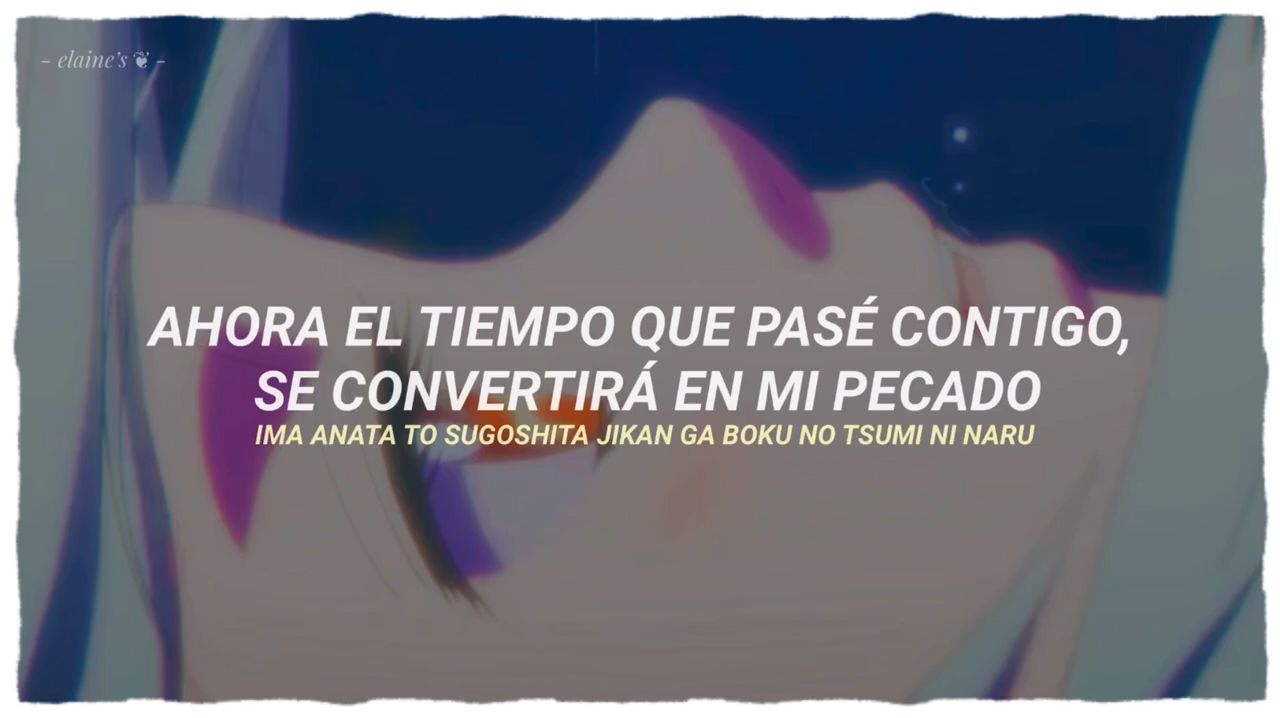 – elaine's ❦ –
AHORA EL TIEMPO QUE PASÉ CONTIGO,
SE CONVERTIRÁ EN MI PECADO
IMA ANATA TO SUGOSHITA JIKAN GA BOKU NO TSUMI NI NARU